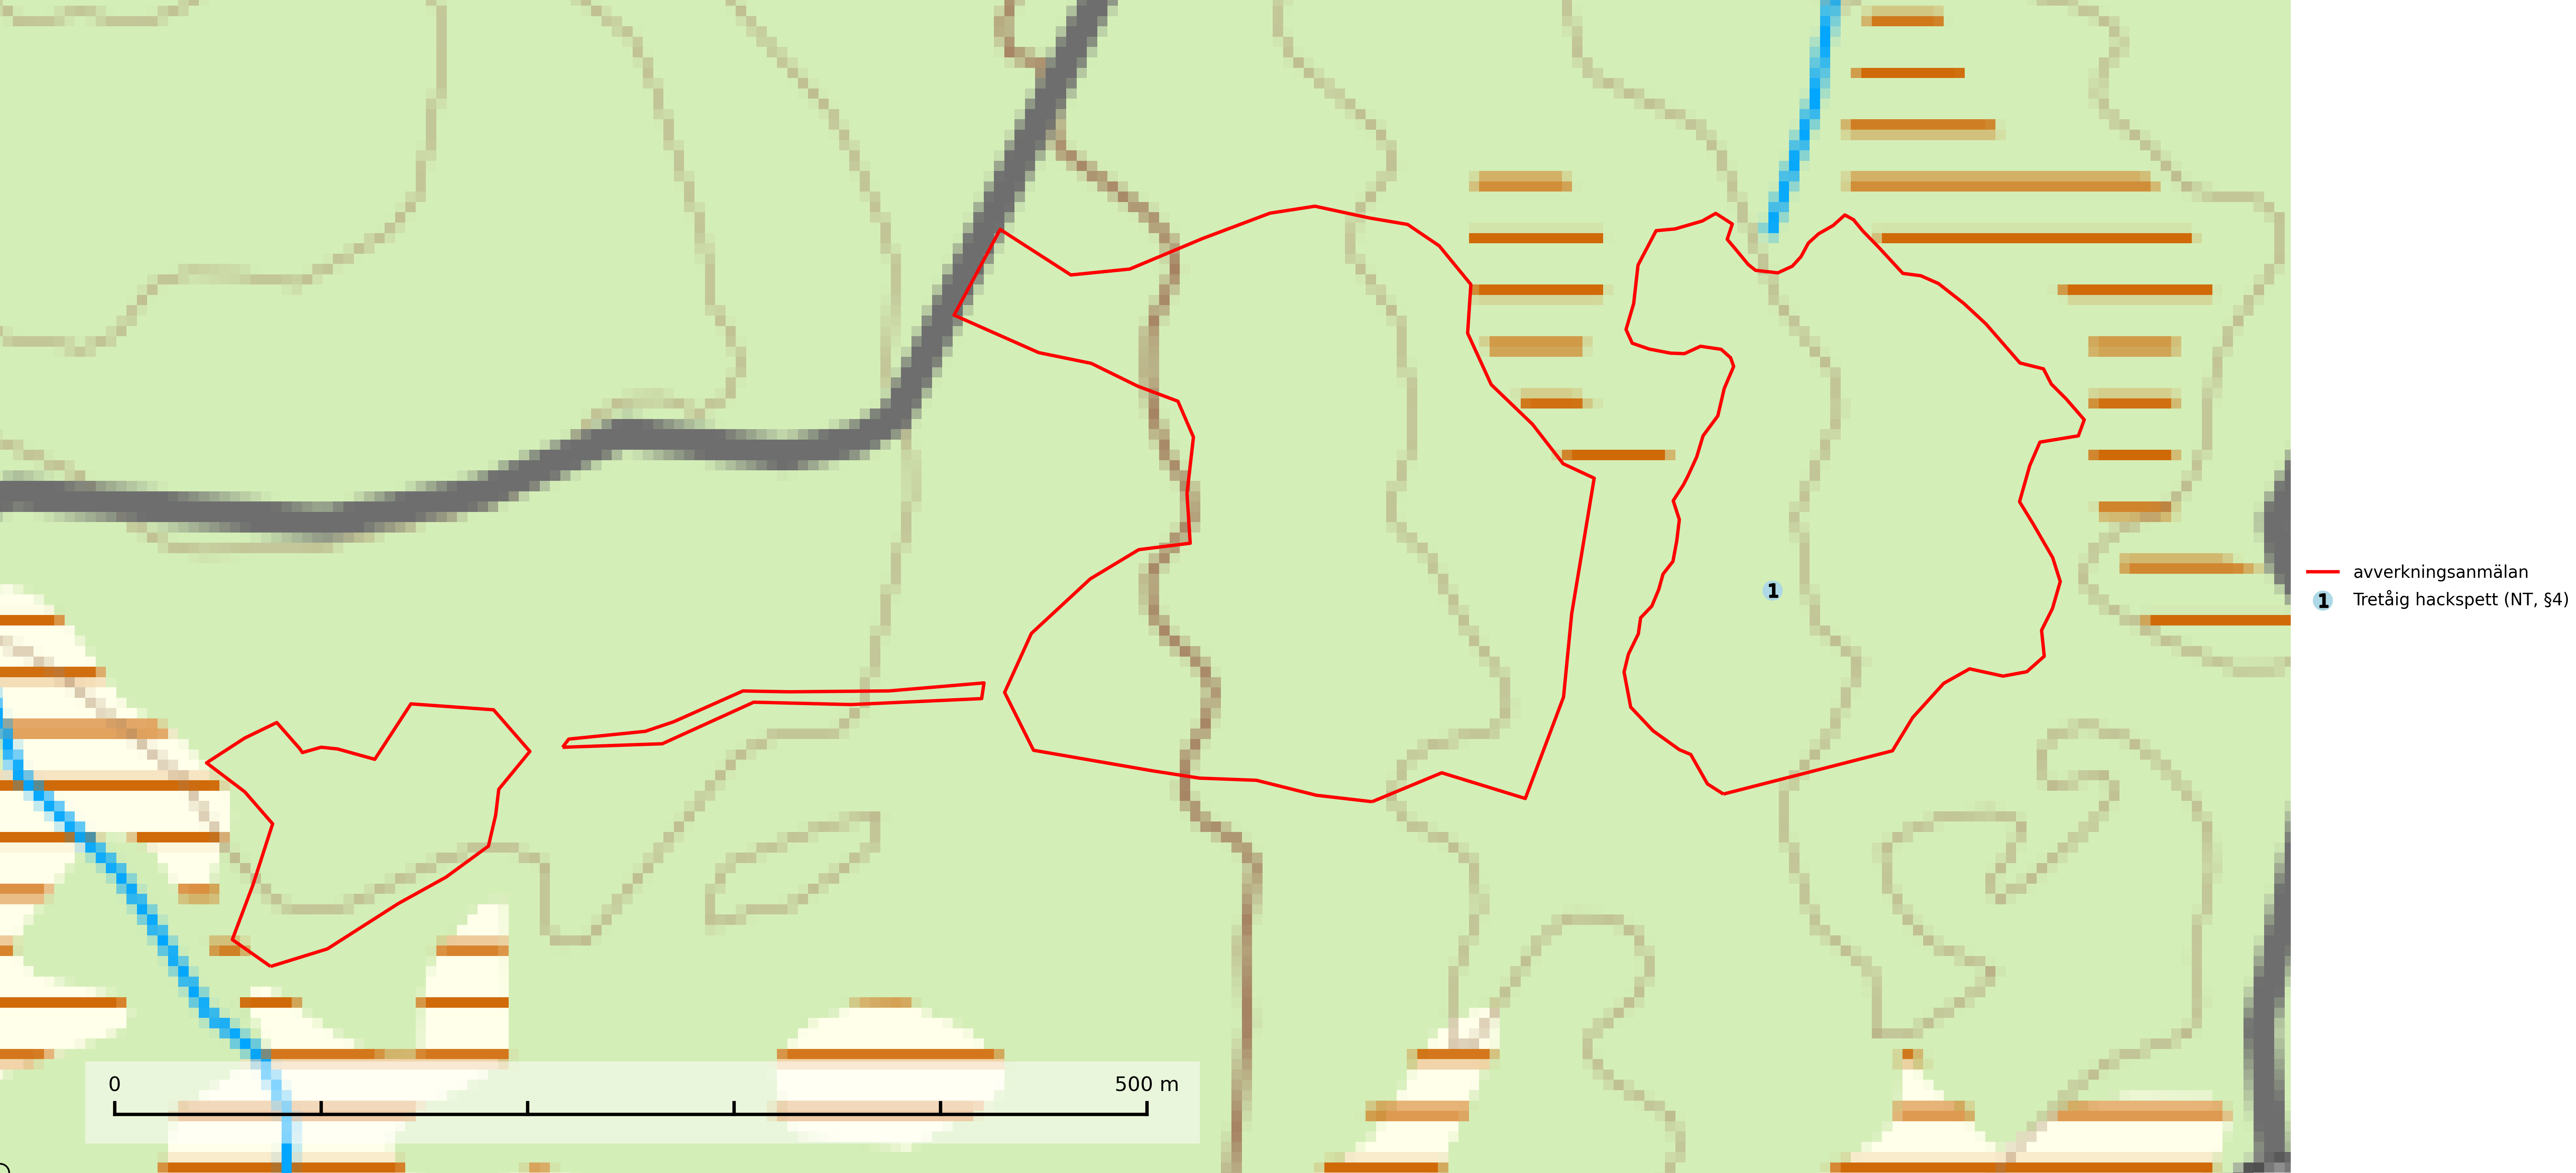 1
avverkningsanmälan
1 Tretåig hackspett (NT, §4)
0 500 m